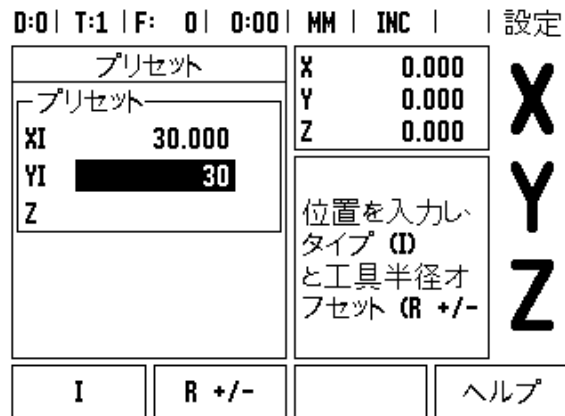 D:0 | T:1 | F: 0 | 0:00 | MM | INC | | 設定
プリセット
プリセット
XI 30.000
YI 30
Z
X 0.000
Y 0.000
Z 0.000
位置を入力し、
タイプ (I)
と工具半径オ
フセット (R +/-
X
Y
Z
I
R +/-
ヘルプ